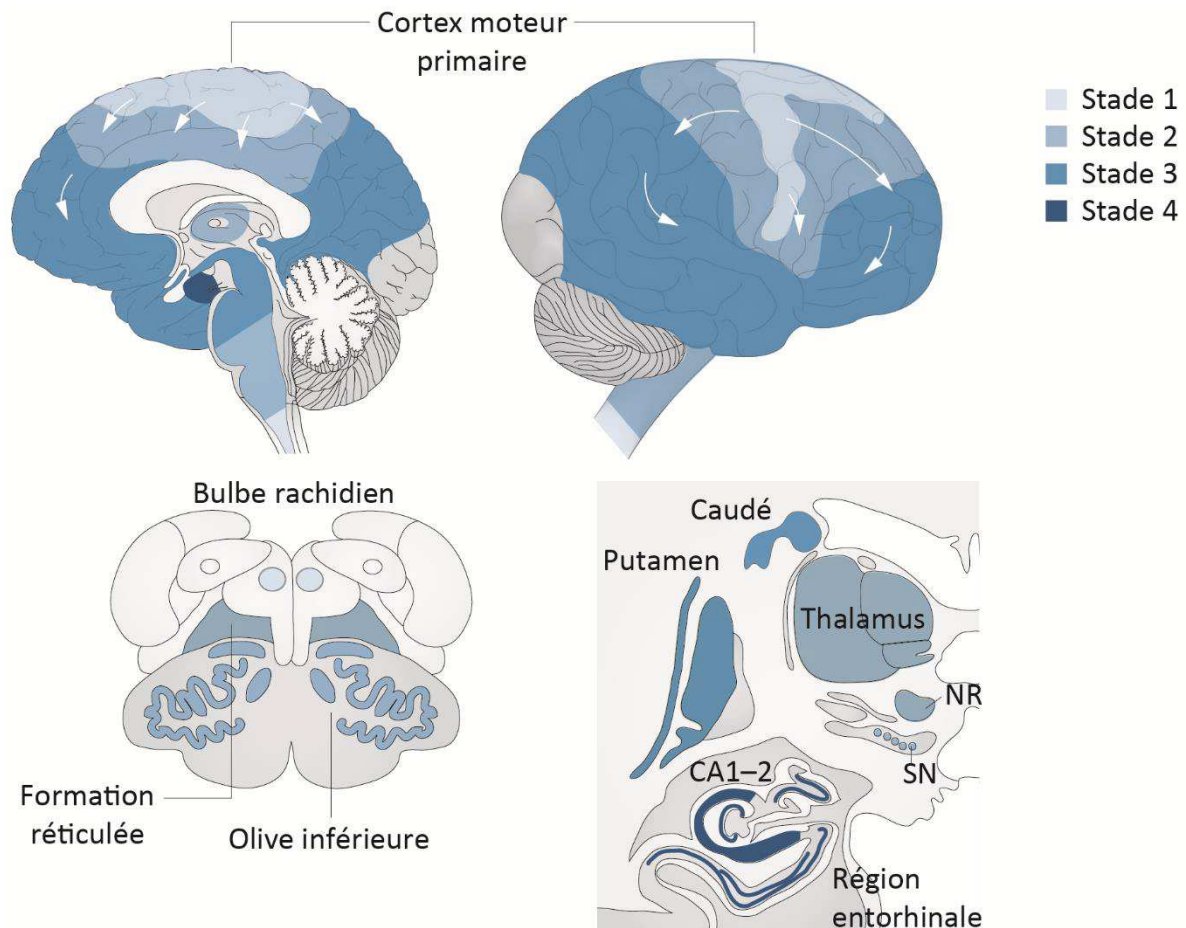 Cortex moteur
primaire
Stade 1
Stade 2
Stade 3
Stade 4
Bulbe rachidien
Formation
réticulée
Olive inférieure
Caudé
Putamen
Thalamus
NR
SN
CA1–2
Région
entorhinale